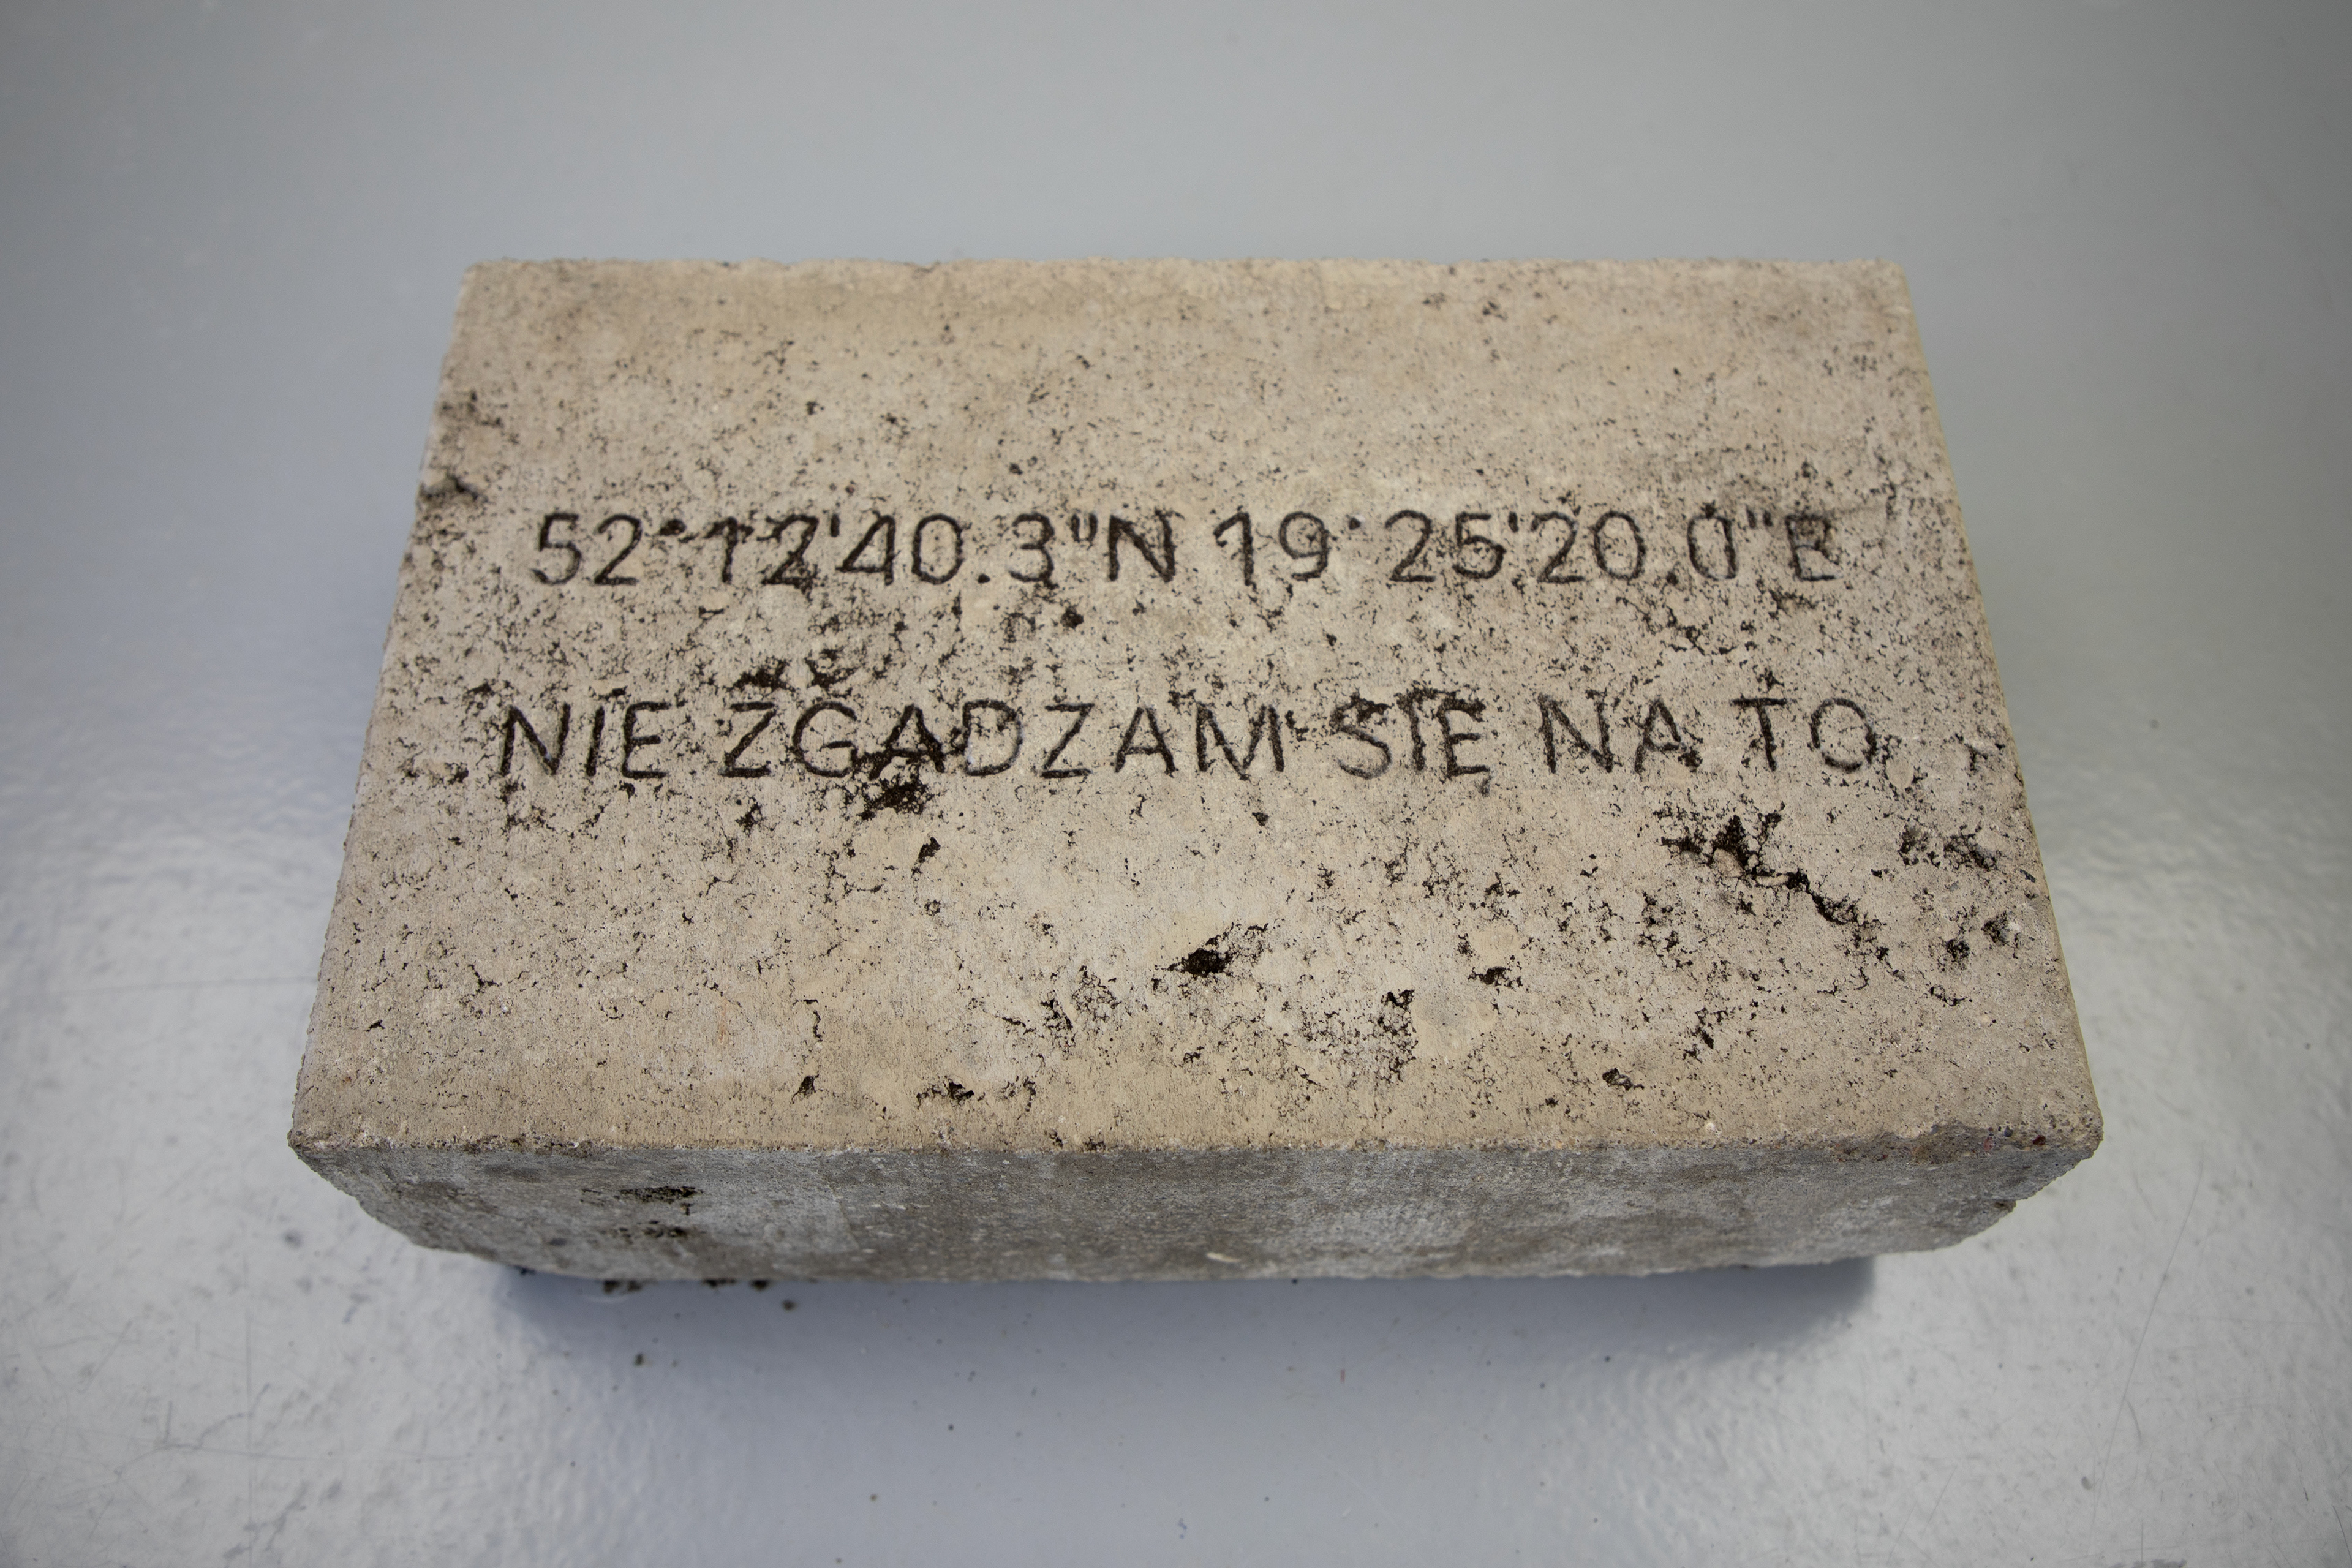 52°12'40.3"N 19°25'20.0"E
NIE ZGADZAM SIĘ NA TO